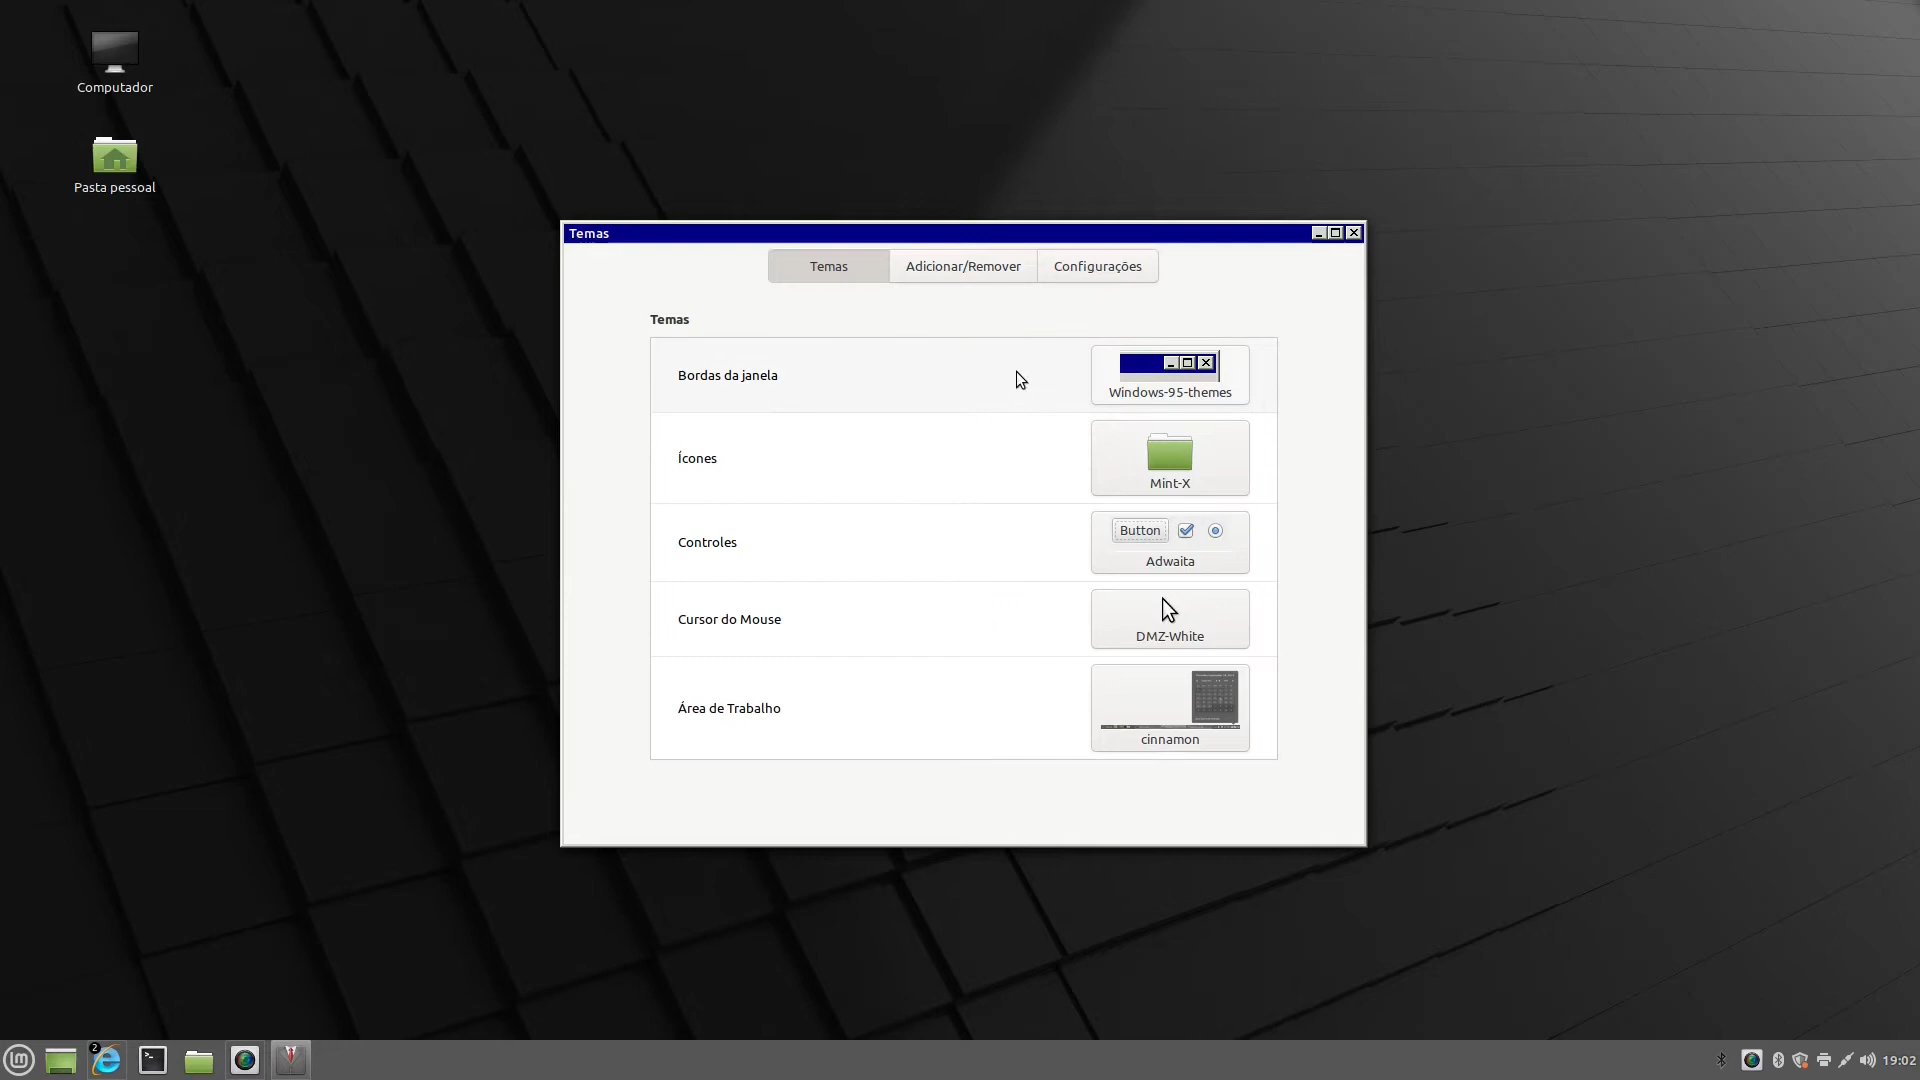 Computador
Pasta pessoal
Temas
Temas
Adicionar/Remover
Configurações
Temas
Bordas da janela
Windows-95-themes
Ícones
Mint-X
Controles
Button
Adwaita
Cursor do Mouse
DMZ-White
Área de Trabalho
cinnamon
2
19:02